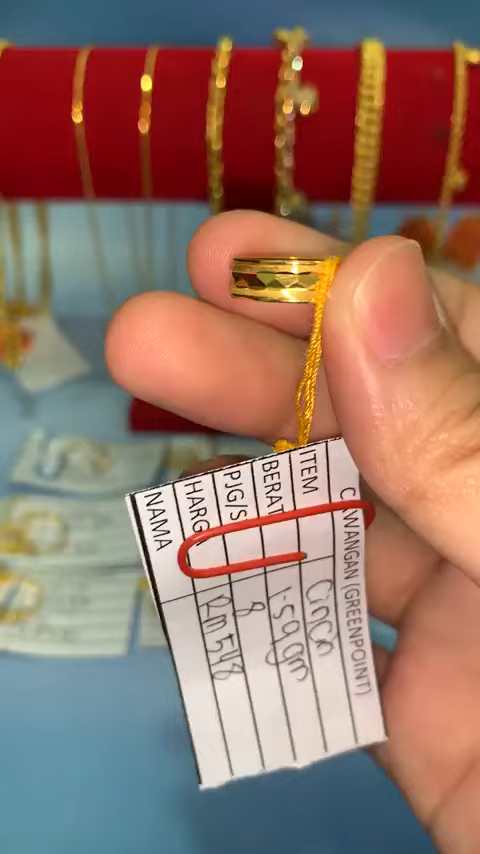 CAWANGAN (GREENPOINT)
ITEM Cincin
BERAT 1.59gm
PJG/S 8
HARGA Rm548
NAMA